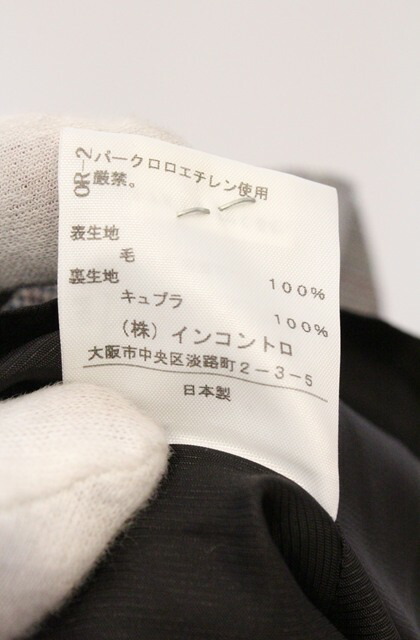 OR-2
パークロロエチレン使用
厳禁。
表生地
毛 100%
裏生地
キュプラ 100%
(株)インコントロ
大阪市中央区淡路町2-3-5
日本製